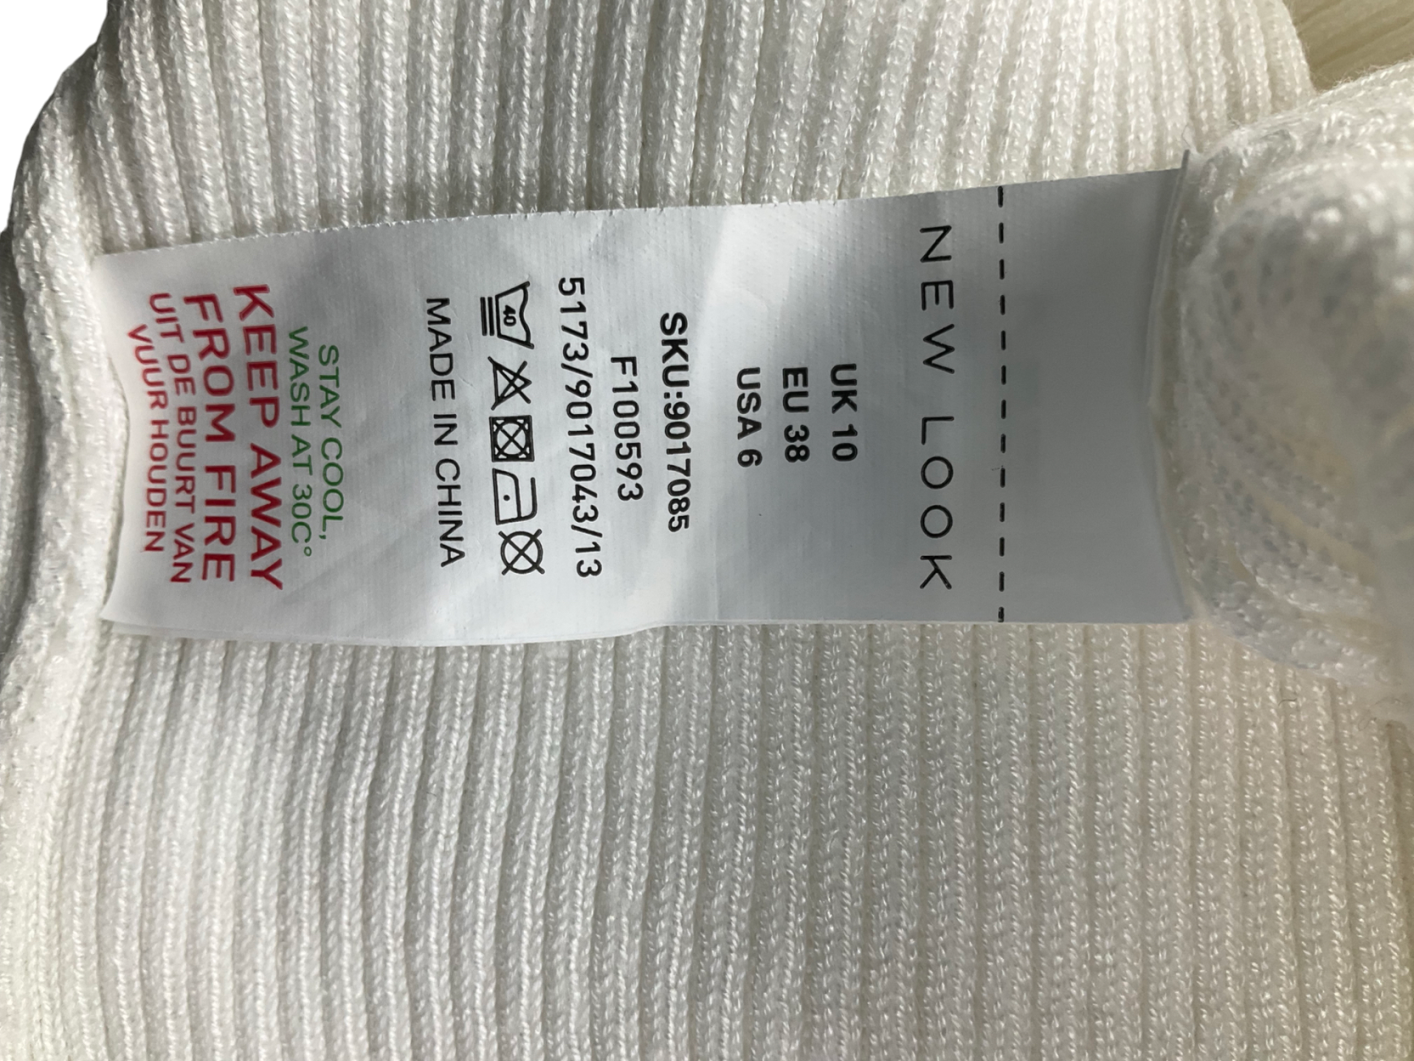 NEW LOOK
UK 10
EU 38
USA 6
SKU:9017085
F100593
5173/9017043/13
40
MADE IN CHINA
STAY COOL,
WASH AT 30C°
KEEP AWAY
FROM FIRE
UIT DE BUURT VAN
VUUR HOUDEN